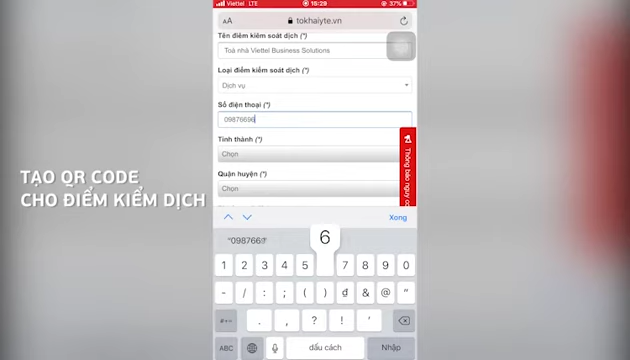 Viettel LTE 15:29 37%
AA tokhaiyte.vn
Tên điểm kiểm soát dịch (*)
Toà nhà Viettel Business Solutions
Loại điểm kiểm soát dịch (*)
Dịch vụ
Số điện thoại (*)
09876696
Tỉnh thành (*)
Chọn
Quận huyện (*)
Chọn
Thông báo nguy cơ
TẠO QR CODE
CHO ĐIỂM KIỂM DỊCH
Xong
6
1 2 3 4 5 7 8 9 0
- / : ; ( ) đ & @ "
#+= . , ? ! '
ABC dấu cách Nhập